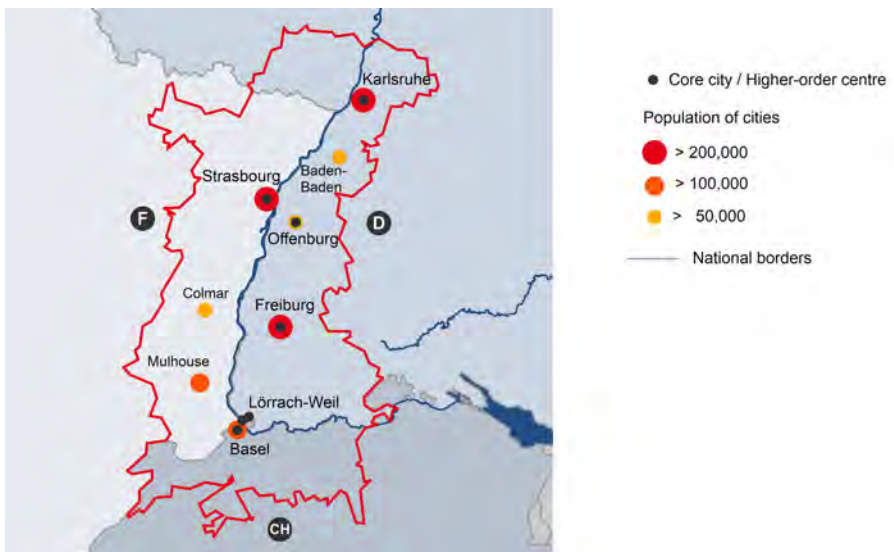 Karlsruhe
Baden-
Baden
Strasbourg
F
D
Offenburg
Colmar
Freiburg
Mulhouse
Lörrach-Weil
Basel
CH
Core city / Higher-order centre
Population of cities
> 200,000
> 100,000
> 50,000
National borders